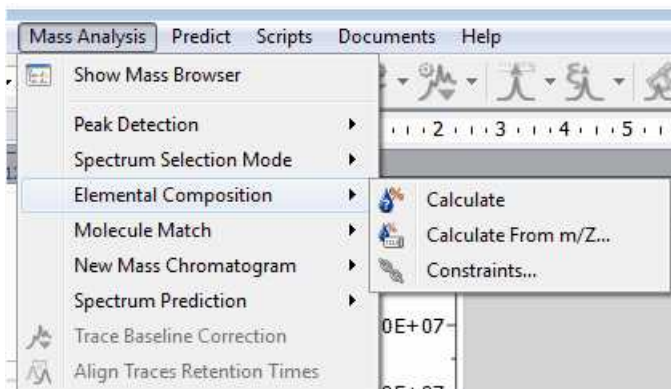 Mass Analysis Predict Scripts Documents Help
Show Mass Browser
Peak Detection
2 3 4 5
Spectrum Selection Mode
Elemental Composition
Calculate
Molecule Match
Calculate From m/Z...
New Mass Chromatogram
Constraints...
Spectrum Prediction
Trace Baseline Correction
0E+07
Align Traces Retention Times